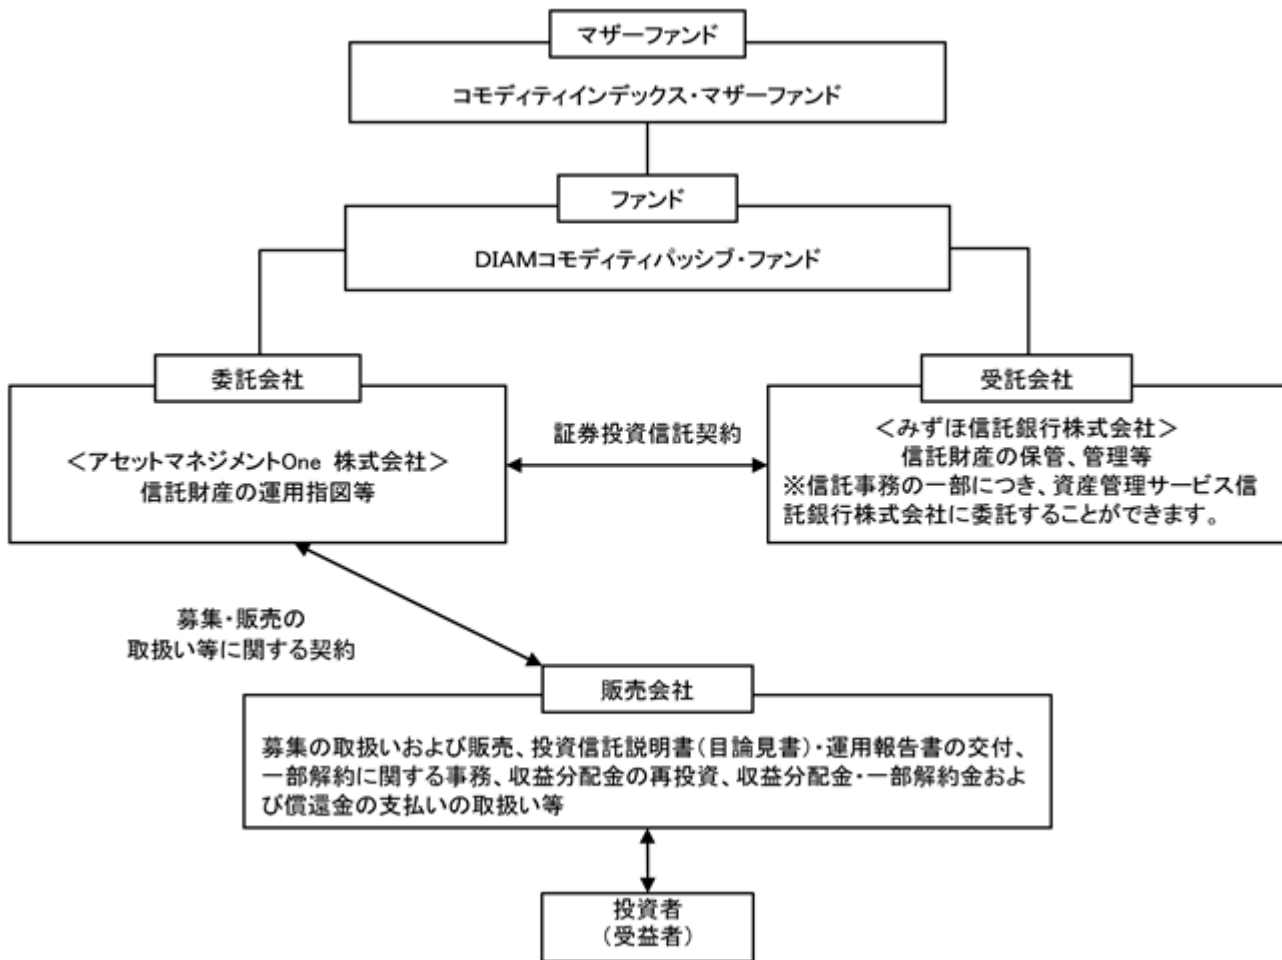 マザーファンド
コモディティインデックス・マザーファンド
ファンド
DIAMコモディティパッシブ・ファンド
委託会社
<アセットマネジメントOne 株式会社>
信託財産の運用指図等
証券投資信託契約
受託会社
<みずほ信託銀行株式会社>
信託財産の保管、管理等
※信託事務の一部につき、資産管理サービス信
託銀行株式会社に委託することができます。
募集・販売の
取扱い等に関する契約
販売会社
募集の取扱いおよび販売、投資信託説明書(目論見書)・運用報告書の交付、
一部解約に関する事務、収益分配金の再投資、収益分配金・一部解約金およ
び償還金の支払いの取扱い等
投資者
(受益者)